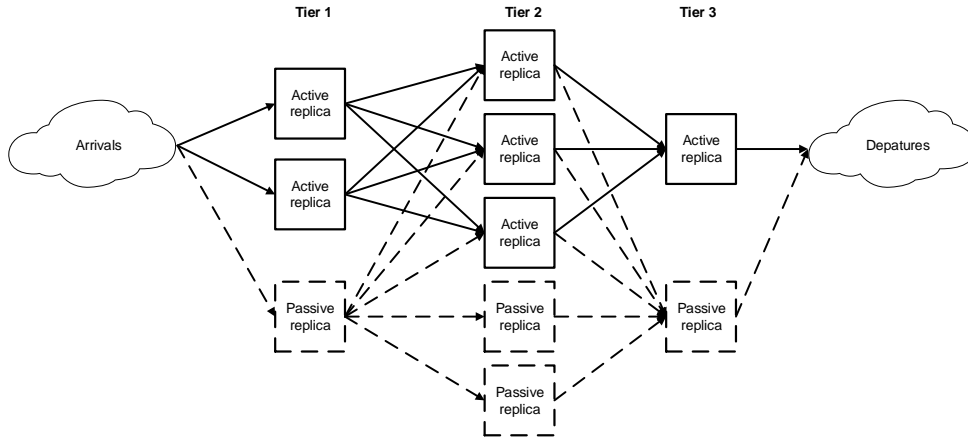 Tier 1
Tier 2
Tier 3
Arrivals
Active
replica
Active
replica
Passive
replica
Active
replica
Active
replica
Active
replica
Passive
replica
Passive
replica
Active
replica
Passive
replica
Depatures